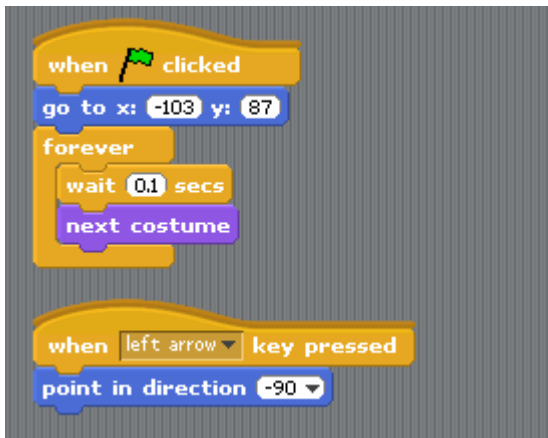 when clicked
go to x: -103 y: 87
forever
wait 0.1 secs
next costume
when left arrow key pressed
point in direction -90